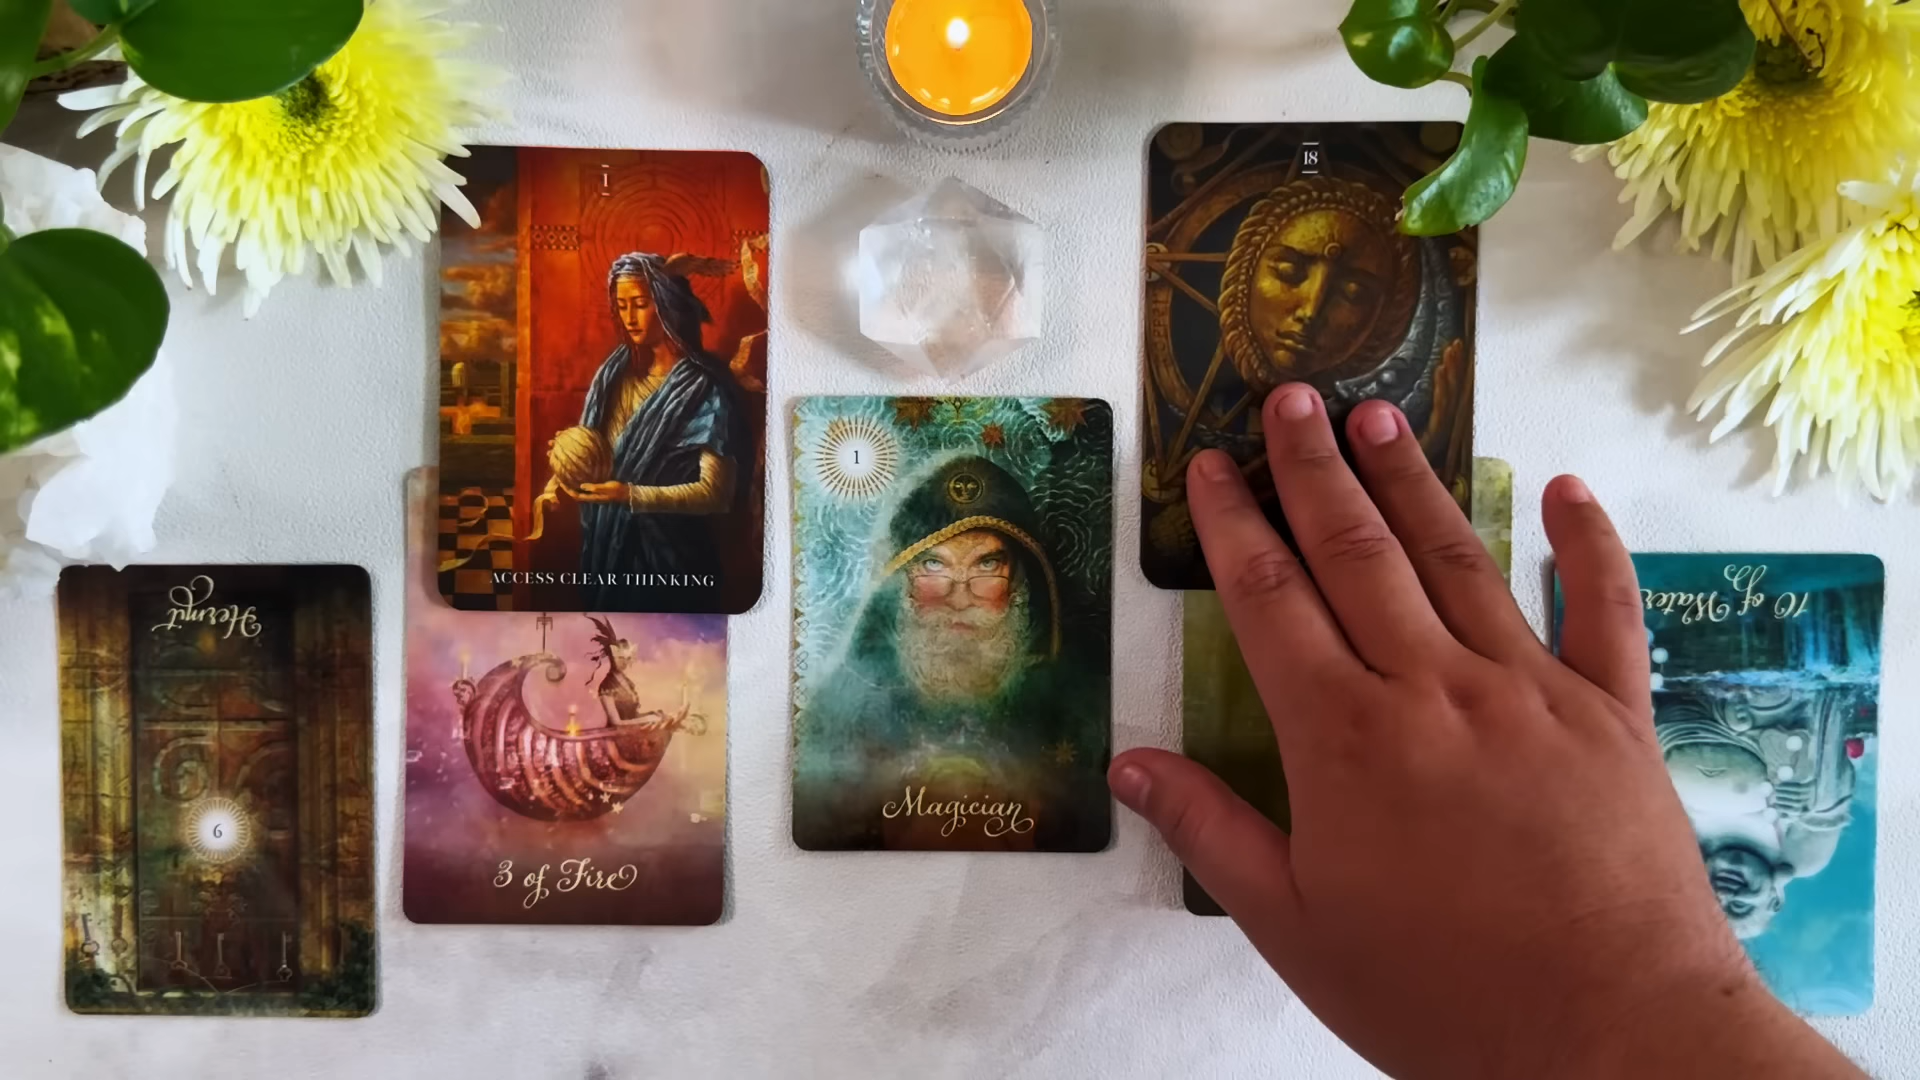 1
ACCESS CLEAR THINKING
18
Hermit
6
3 of Fire
1
Magician
10 of Water